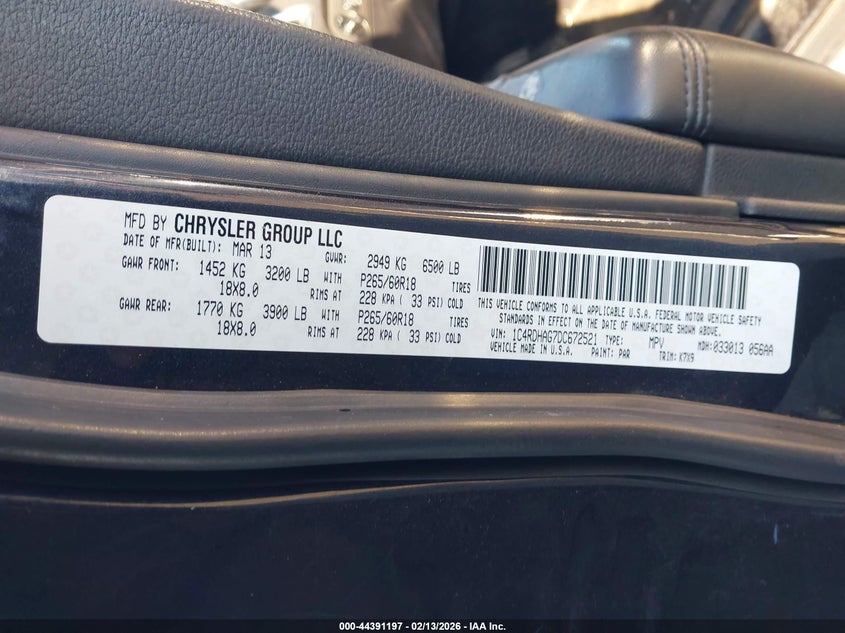 MFD BY CHRYSLER GROUP LLC
DATE OF MFR(BUILT): MAR 13 GVWR: 2949 KG 6500 LB
GAWR FRONT: 1452 KG 3200 LB WITH P265/60R18 TIRES
18X8.0 RIMS AT 228 KPA ( 33 PSI) COLD
GAWR REAR: 1770 KG 3900 LB WITH P265/60R18 TIRES
18X8.0 RIMS AT 228 KPA ( 33 PSI) COLD
THIS VEHICLE CONFORMS TO ALL APPLICABLE U.S.A. FEDERAL MOTOR VEHICLE SAFETY
STANDARDS IN EFFECT ON THE DATE OF MANUFACTURE SHOWN ABOVE.
VIN: 1C4RDHAG7DC672521 TYPE: MPV MDH:033013 056AA
VEHICLE MADE IN U.S.A. PAINT: PAR TRIM: K7X9
000-44391197 - 02/13/2026 - IAA Inc.